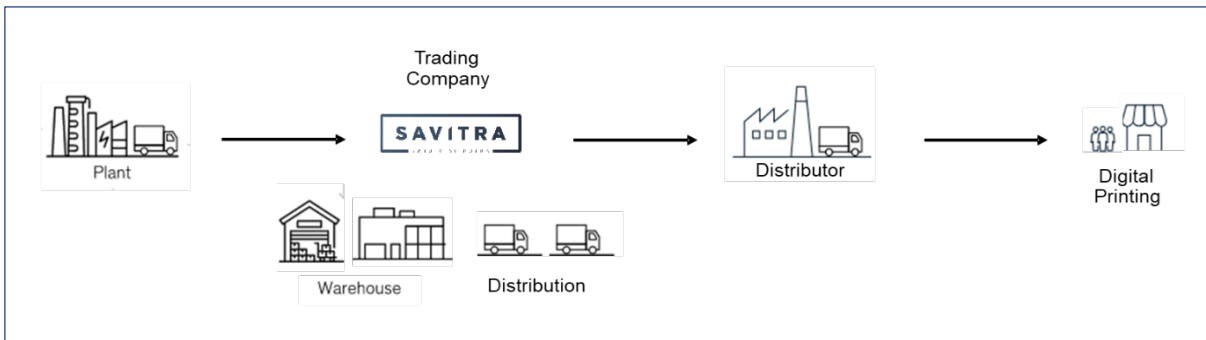 Trading
Company
SAVITRA
Plant
Distributor
Digital
Printing
Warehouse
Distribution